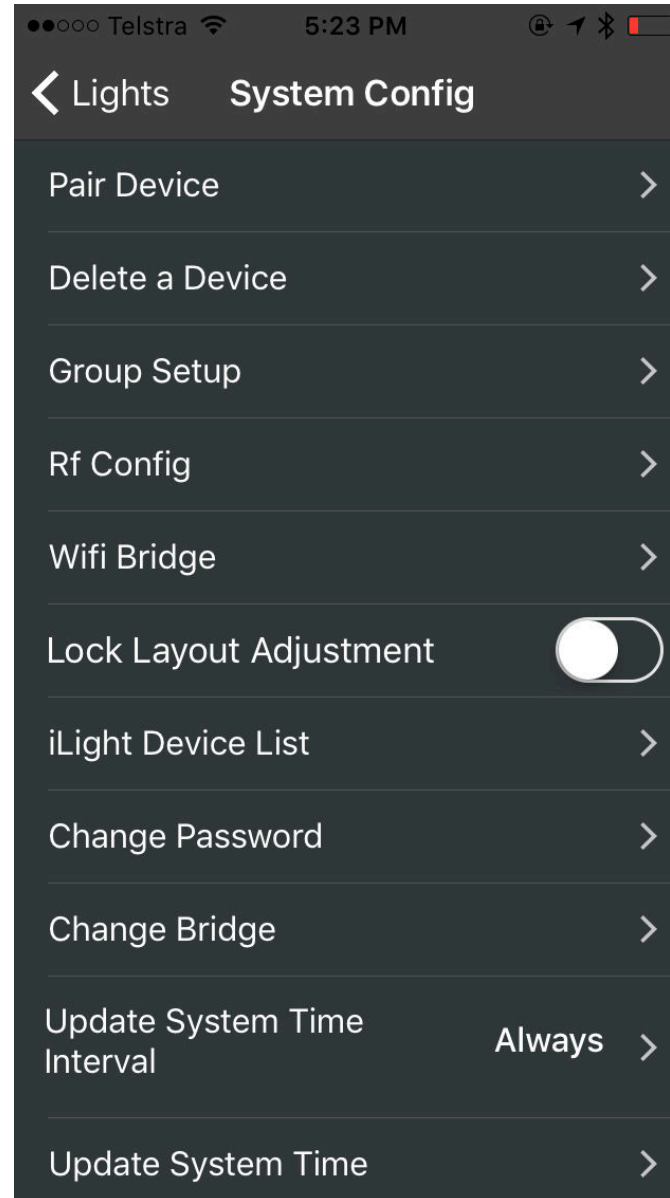 Telstra 5:23 PM
Lights System Config
Pair Device
Delete a Device
Group Setup
Rf Config
Wifi Bridge
Lock Layout Adjustment
iLight Device List
Change Password
Change Bridge
Update System Time
Interval
Always
Update System Time